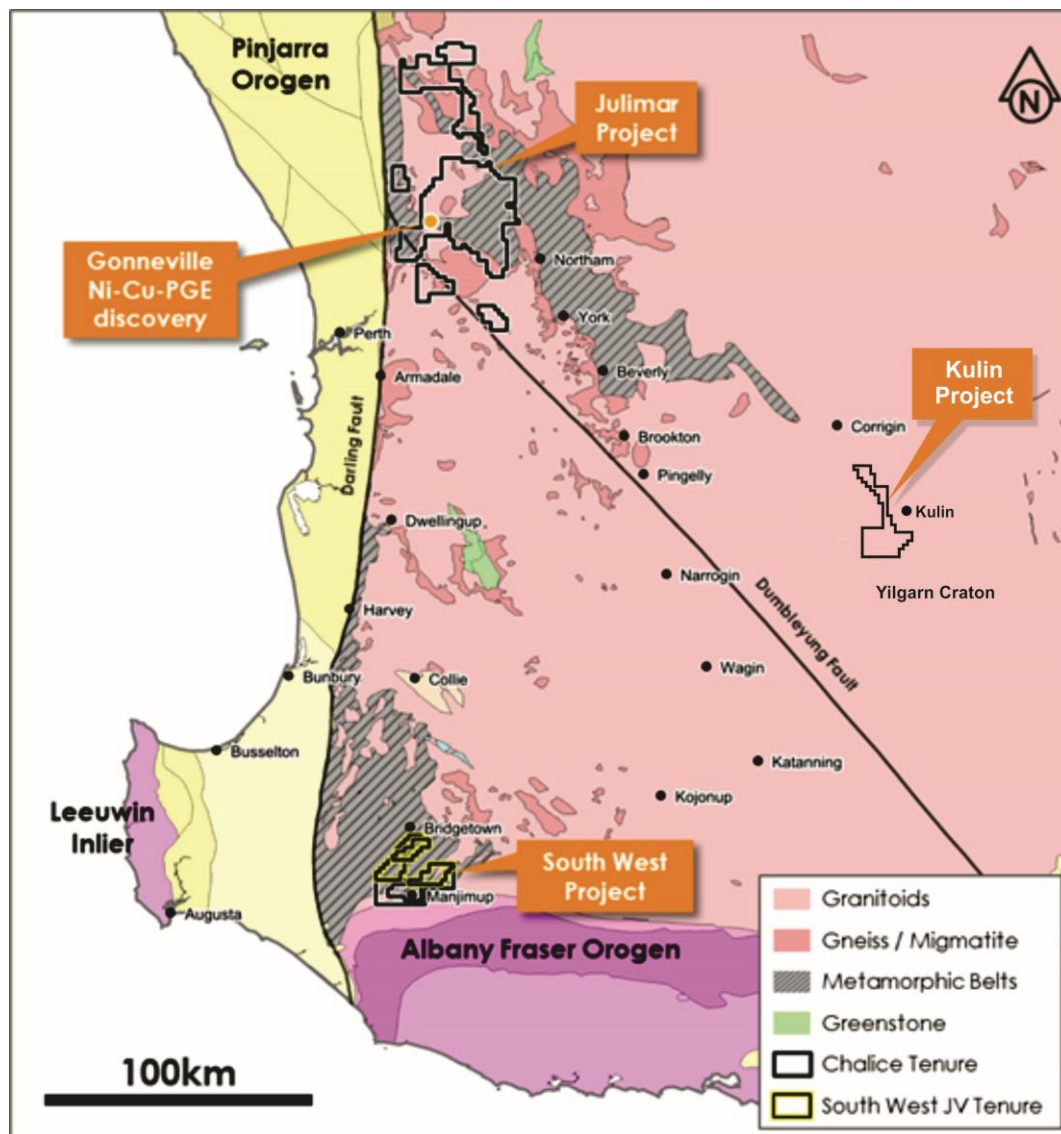 Pinjarra
Orogen
Julimar
Project
N
Gonneville
Ni-Cu-PGE
discovery
Northam
York
Perth
Armadale
Beverly
Kulin
Project
Corrigin
Brookton
Pingelly
Darling Fault
Kulin
Dwellingup
Narrogin
Yilgarn Craton
Dumbleyung Fault
Harvey
Wagin
Bunbury
Collie
Busselton
Katanning
Kojonup
Leeuwin
Inlier
Bridgetown
South West
Project
Manjimup
Augusta
Albany Fraser Orogen
Granitoids
Gneiss / Migmatite
Metamorphic Belts
Greenstone
Chalice Tenure
South West JV Tenure
100km